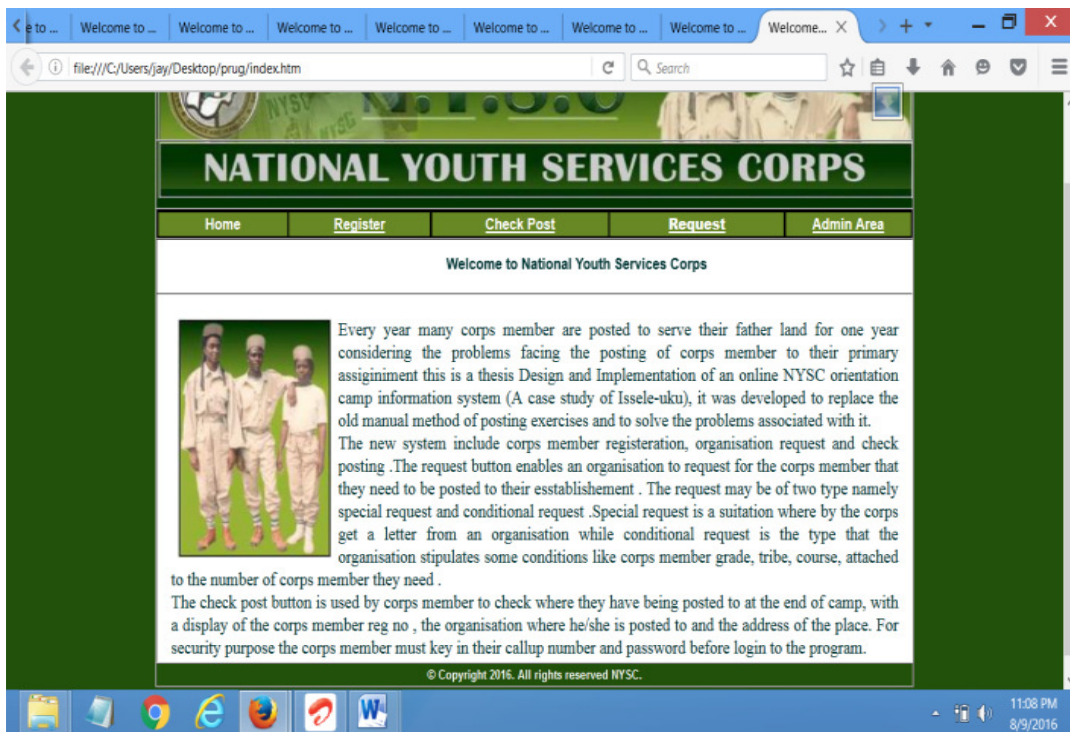 e to ... Welcome to ... Welcome to ... Welcome to ... Welcome to ... Welcome to ... Welcome to ... Welcome to ... Welcome...
file:///C:/Users/jay/Desktop/prug/index.htm Search
NYSC N.Y.S.C
NYSC
NATIONAL YOUTH SERVICES CORPS
Home Register Check Post Request Admin Area
Welcome to National Youth Services Corps
Every year many corps member are posted to serve their father land for one year
considering the problems facing the posting of corps member to their primary
assiginiment this is a thesis Design and Implementation of an online NYSC orientation
camp information system (A case study of Issele-uku), it was developed to replace the
old manual method of posting exercises and to solve the problems associated with it.
The new system include corps member registeration, organisation request and check
posting .The request button enables an organisation to request for the corps member that
they need to be posted to their esstablishement . The request may be of two type namely
special request and conditional request .Special request is a suitation where by the corps
get a letter from an organisation while conditional request is the type that the
organisation stipulates some conditions like corps member grade, tribe, course, attached
to the number of corps member they need .
The check post button is used by corps member to check where they have being posted to at the end of camp, with
a display of the corps member reg no , the organisation where he/she is posted to and the address of the place. For
security purpose the corps member must key in their callup number and password before login to the program.
© Copyright 2016. All rights reserved NYSC.
11:08 PM
8/9/2016